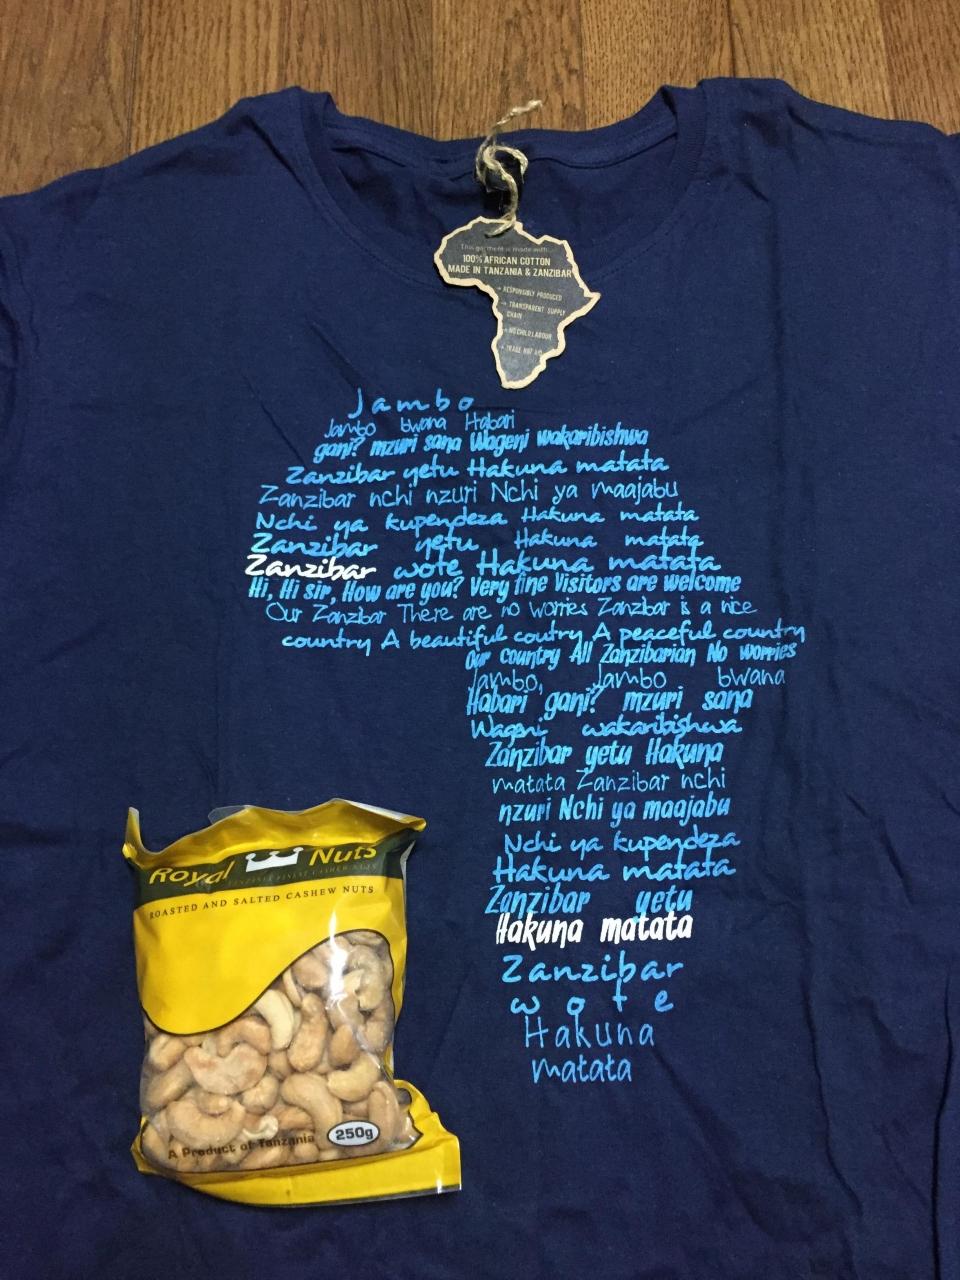 This garment is made with:
100% AFRICAN COTTON
MADE IN TANZANIA & ZANZIBAR
→ RESPONSIBLY PRODUCED
→ TRANSPARENT SUPPLY
CHAIN
→ NO CHILD LABOUR
→ TRADE NOT AID
Jambo
Jambo bwana Habari
gani? mzuri sana Wageni wakaribishwa
Zanzibar yetu Hakuna matata
Zanzibar nchi nzuri Nchi ya maajabu
Nchi ya kupendeza Hakuna matata
Zanzibar yetu Hakuna matata
Zanzibar wote Hakuna matata
Hi, Hi sir, How are you? Very fine Visitors are welcome
Our Zanzibar There are no worries Zanzibar is a nice
country A beautiful coutry A peaceful country
Our country All Zanzibarian No worries
Jambo, Jambo bwana
Habari gani? mzuri sana
Wageni wakaribishwa
Zanzibar yetu Hakuna
matata Zanzibar nchi
nzuri Nchi ya maajabu
Nchi ya kupendeza
Hakuna matata
Zanzibar yetu
Hakuna matata
Zanzibar
wote
Hakuna
matata
Royal Nuts
ROASTED AND SALTED CASHEW NUTS
A Product of Tanzania
250g